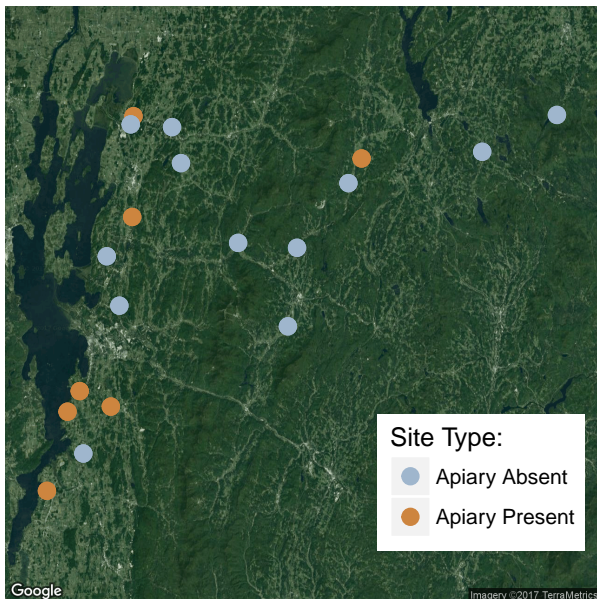 Site Type:
Apiary Absent
Apiary Present
Google
Imagery ©2017 TerraMetrics